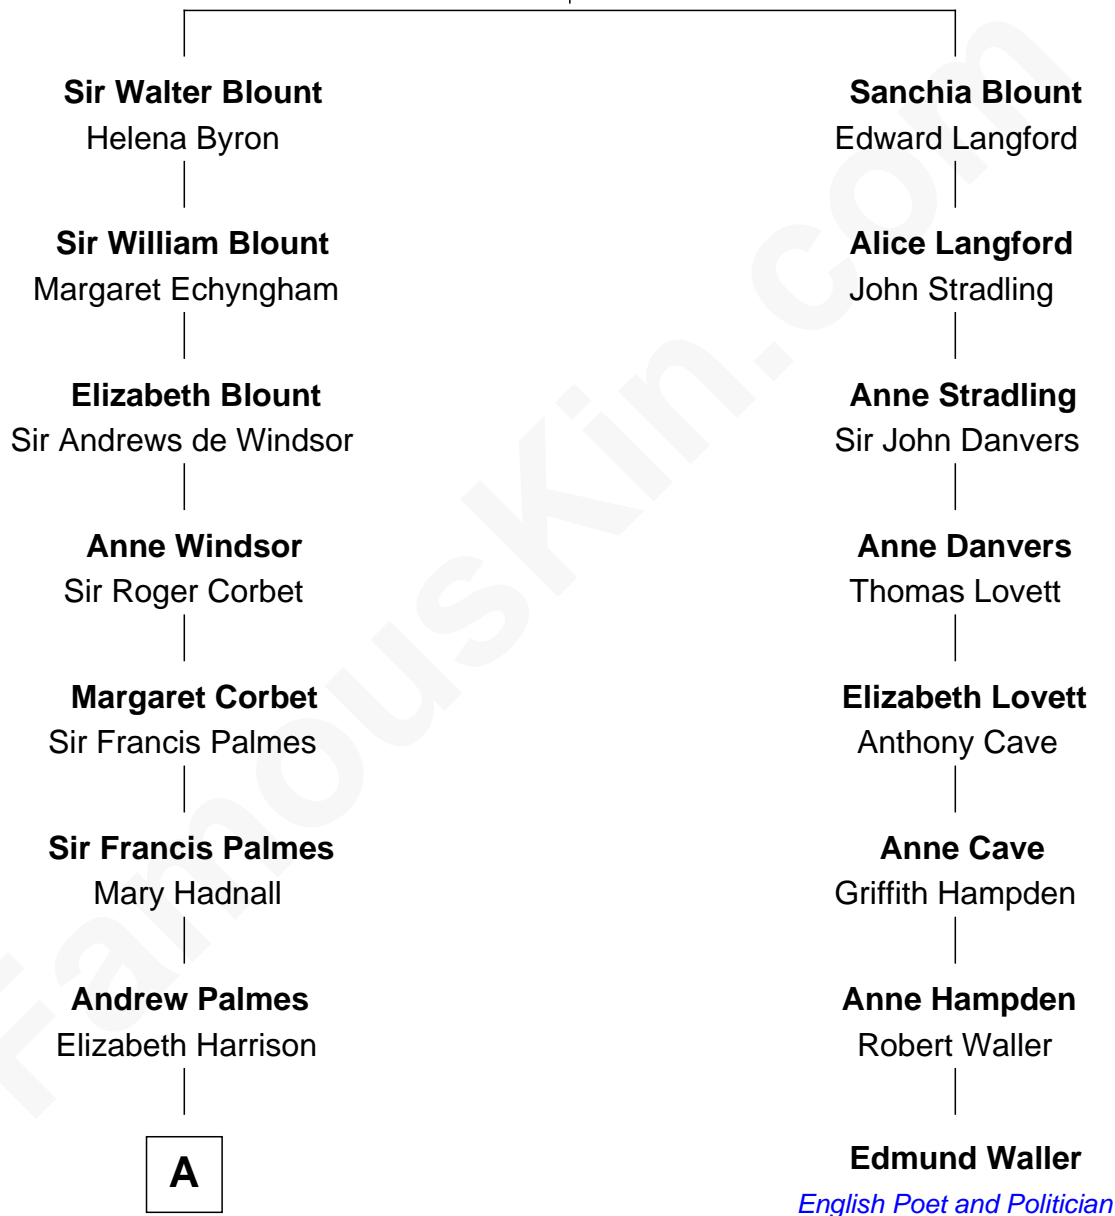 Sir Walter Blount
Helena Byron
Sir William Blount
Margaret Echyngham
Elizabeth Blount
Sir Andrews de Windsor
Anne Windsor
Sir Roger Corbet
Margaret Corbet
Sir Francis Palmes
Sir Francis Palmes
Mary Hadnall
Andrew Palmes
Elizabeth Harrison
A
Sanchia Blount
Edward Langford
Alice Langford
John Stradling
Anne Stradling
Sir John Danvers
Anne Danvers
Thomas Lovett
Elizabeth Lovett
Anthony Cave
Anne Cave
Griffith Hampden
Anne Hampden
Robert Waller
Edmund Waller
English Poet and Politician
FamousKin.com